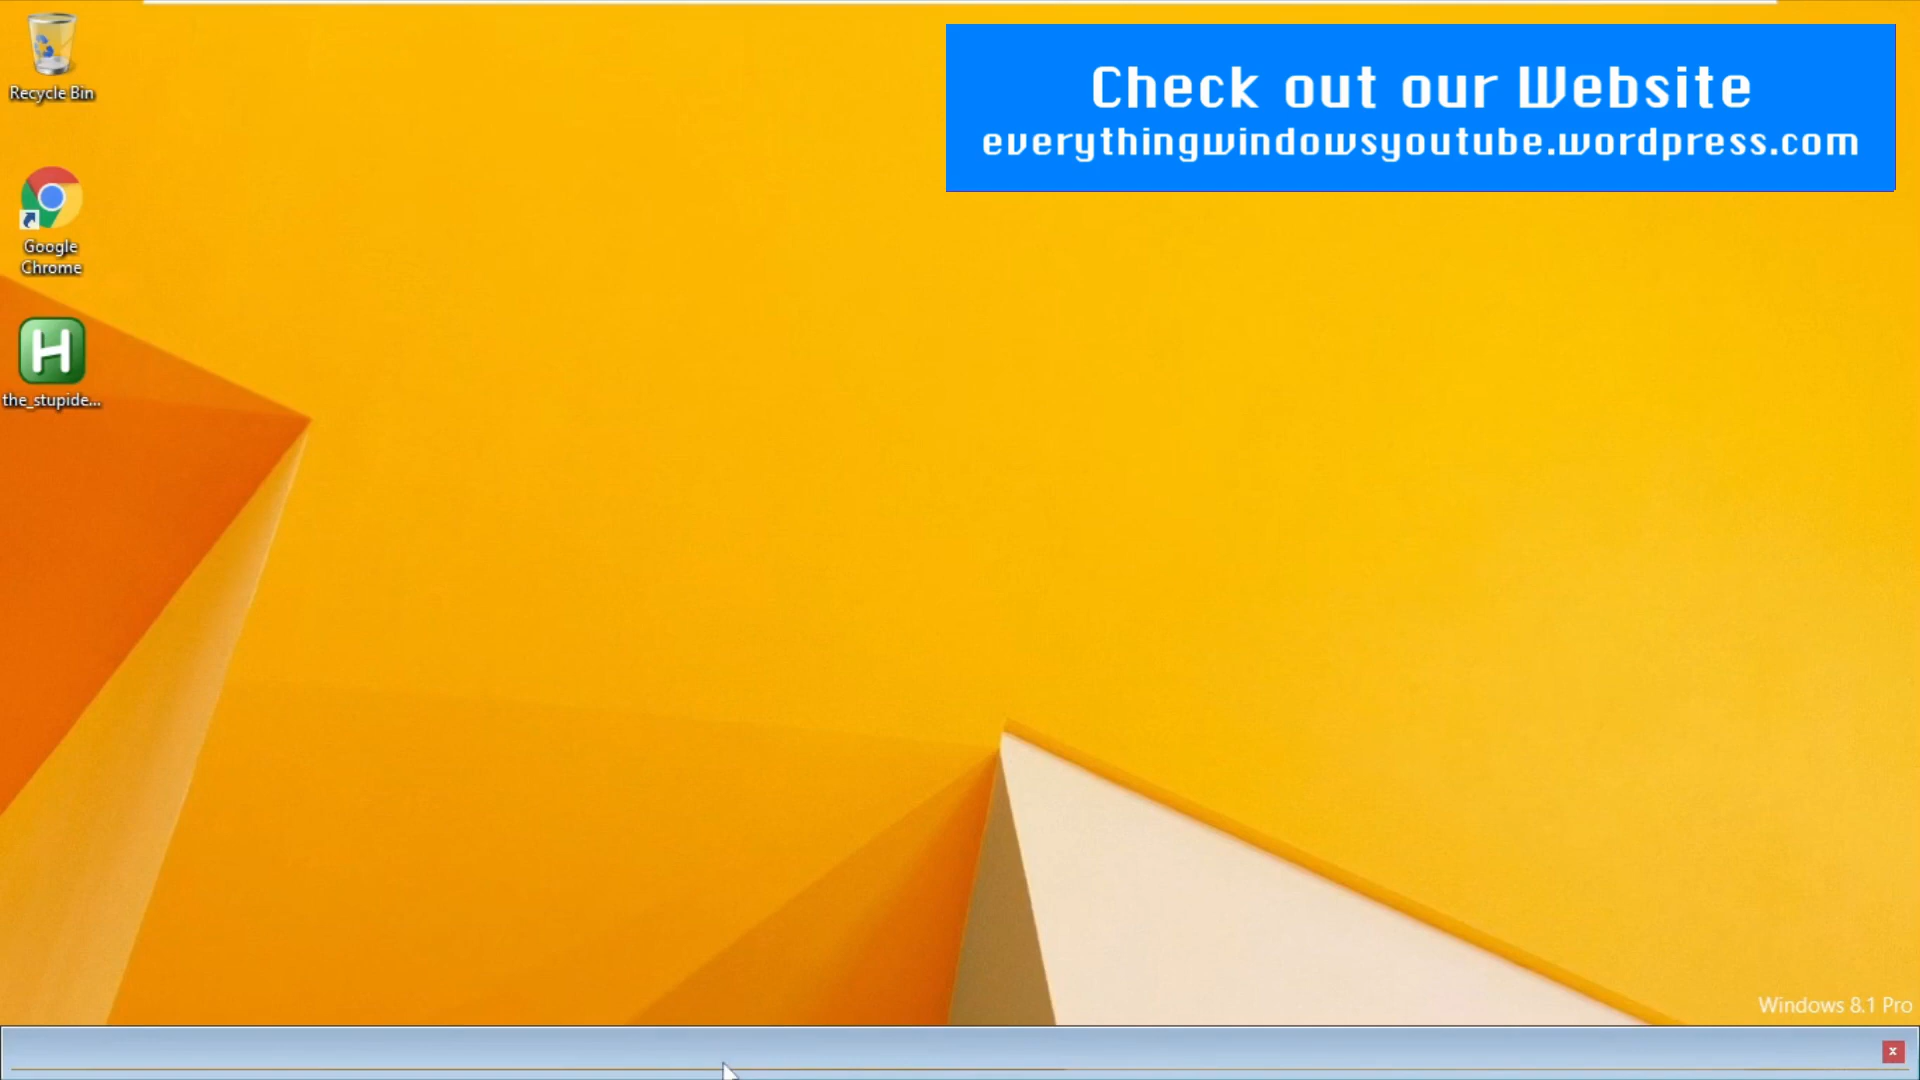 Check out our Website
everythingwindowsyoutube.wordpress.com
Recycle Bin
Google
Chrome
H
the_stupide...
Windows 8.1 Pro
x